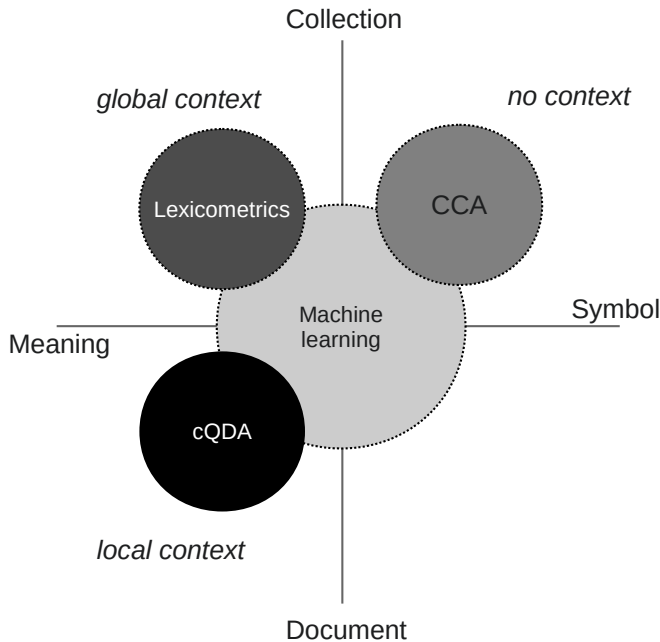 Collection
global context
no context
Lexicometrics
CCA
Machine
learning
Symbol
Meaning
cQDA
local context
Document